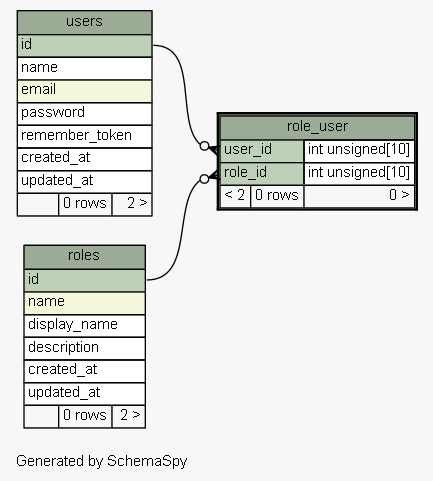 users
id
name
email
password
remember_token
created_at
updated_at
0 rows 2 >
role_user
user_id int unsigned[10]
role_id int unsigned[10]
< 2 0 rows 0 >
roles
id
name
display_name
description
created_at
updated_at
0 rows 2 >
Generated by SchemaSpy